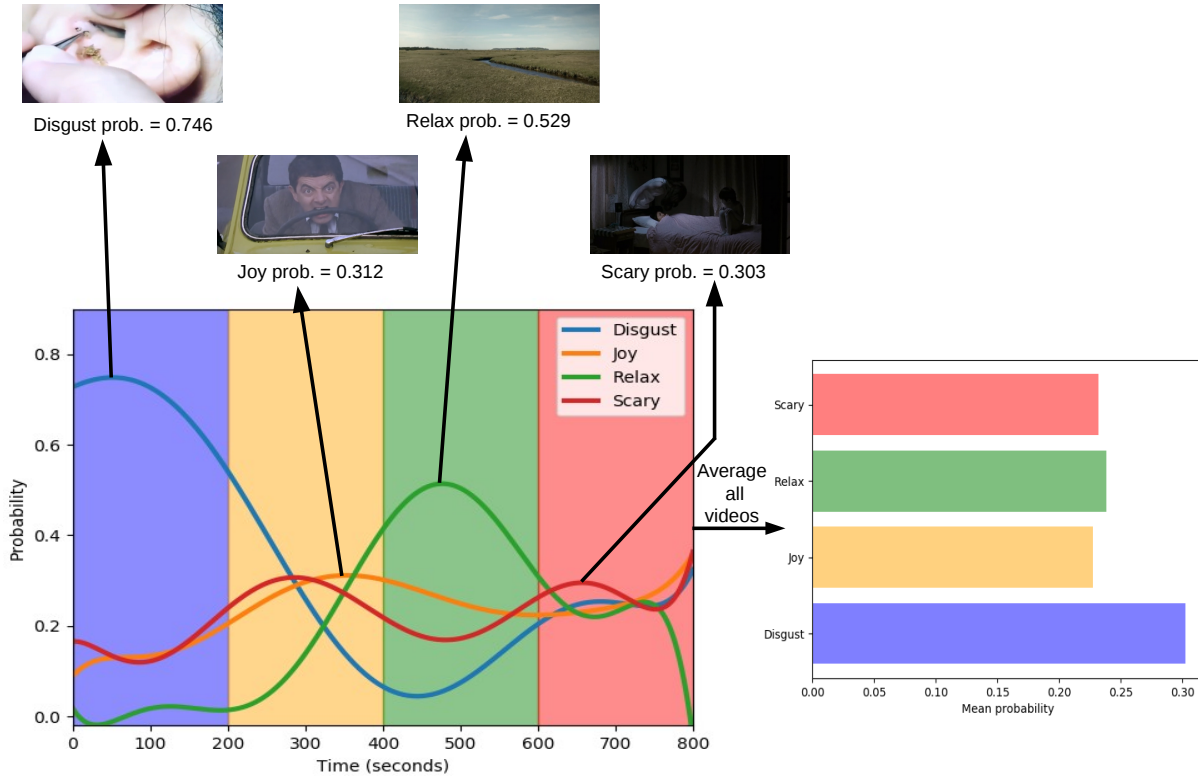 Disgust prob. = 0.746
Relax prob. = 0.529
Joy prob. = 0.312
Scary prob. = 0.303
Probability
0.8
0.6
0.4
0.2
0.0
Disgust
Joy
Relax
Scary
0 100 200 300 400 500 600 700 800
Time (seconds)
Average
all
videos
Scary
Relax
Joy
Disgust
0.00 0.05 0.10 0.15 0.20 0.25 0.30
Mean probability